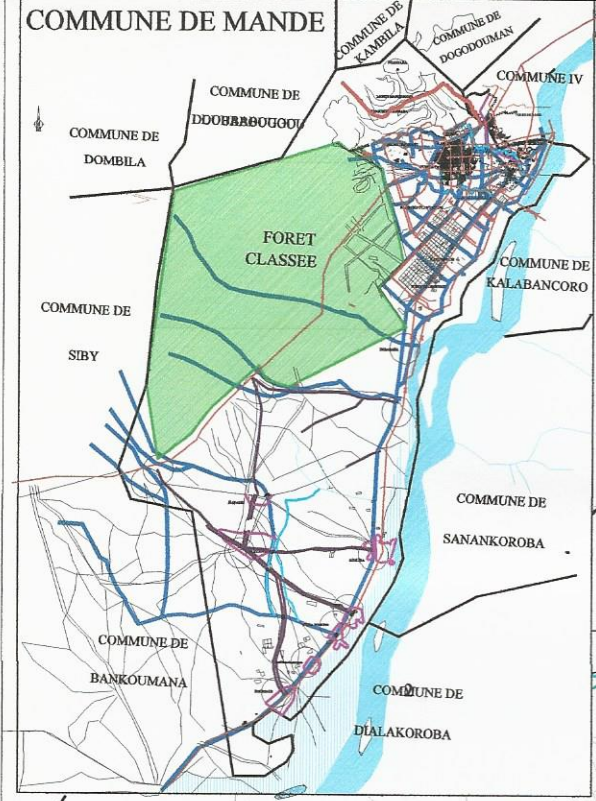 COMMUNE DE MANDE
COMMUNE DE
KAMBILA
COMMUNE DE
DOGODOUMAN
COMMUNE IV
COMMUNE DE
COMMUNE DE
DOMBILA
FORET
CLASSEE
COMMUNE DE
KALABANCORO
COMMUNE DE
SIBY
COMMUNE DE
SANANKOROBA
COMMUNE DE
BANKOUMANA
2
COMMUNE DE
DIALAKOROBA